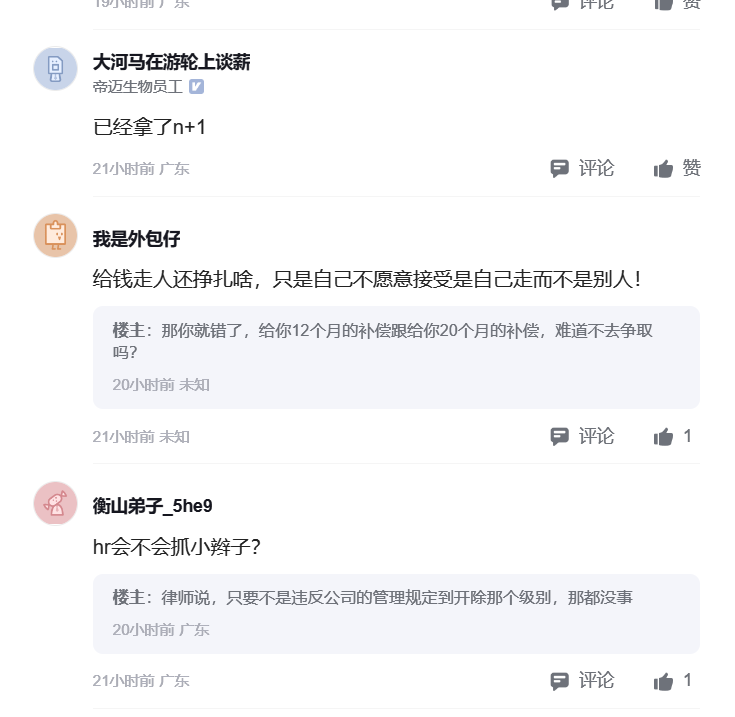 19小时前 广东
评论
赞
大河马在游轮上谈薪
帝迈生物员工
已经拿了n+1
21小时前 广东
评论
赞
我是外包仔
给钱走人还挣扎啥，只是自己不愿意接受是自己走而不是别人！
楼主：那你就错了，给你12个月的补偿跟给你20个月的补偿，难道不去争取
吗？
20小时前 未知
21小时前 未知
评论
1
衡山弟子_5he9
hr会不会抓小辫子？
楼主：律师说，只要不是违反公司的管理规定到开除那个级别，那都没事
20小时前 广东
21小时前 广东
评论
1